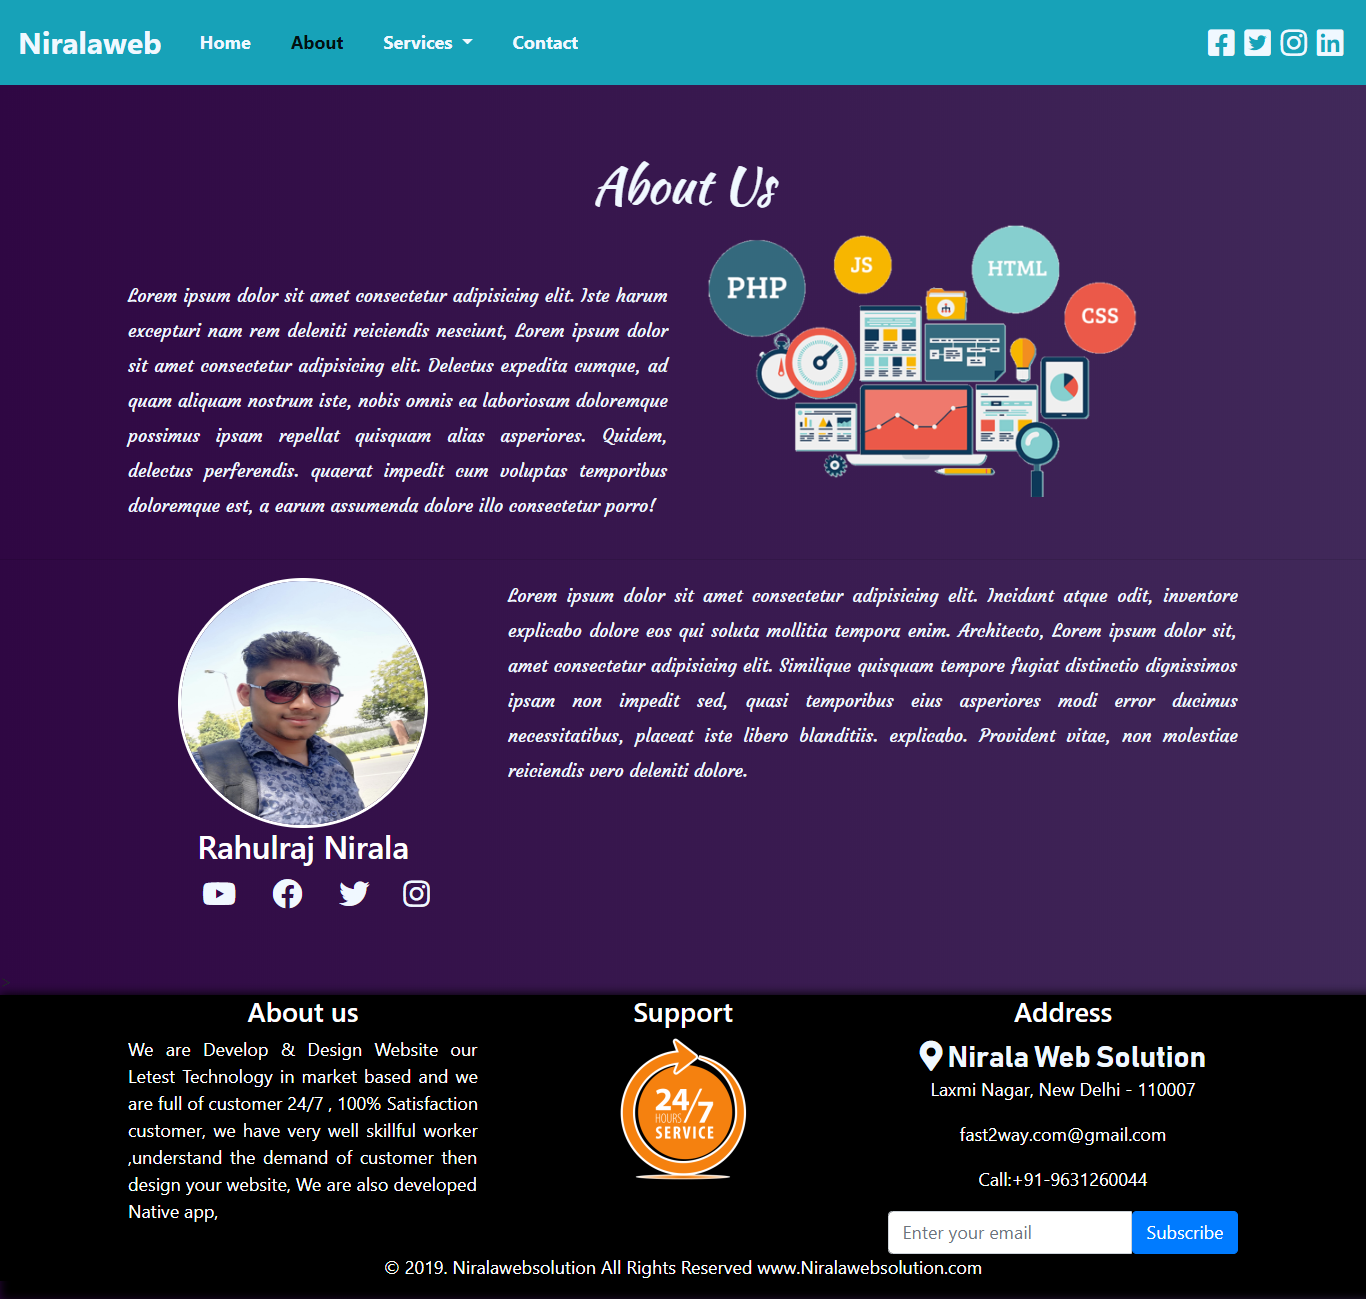 Niralaweb Home About Services Contact
About Us
PHP
JS
HTML
CSS
Lorem ipsum dolor sit amet consectetur adipisicing elit. Iste harum
excepturi nam rem deleniti reiciendis nesciunt, Lorem ipsum dolor
sit amet consectetur adipisicing elit. Delectus expedita cumque, ad
quam aliquam nostrum iste, nobis omnis ea laboriosam doloremque
possimus ipsam repellat quisquam alias asperiores. Quidem,
delectus perferendis. quaerat impedit cum voluptas temporibus
doloremque est, a earum assumenda dolore illo consectetur porro!
Lorem ipsum dolor sit amet consectetur adipisicing elit. Incidunt atque odit, inventore
explicabo dolore eos qui soluta mollitia tempora enim. Architecto, Lorem ipsum dolor sit,
amet consectetur adipisicing elit. Similique quisquam tempore fugiat distinctio dignissimos
ipsam non impedit sed, quasi temporibus eius asperiores modi error ducimus
necessitatibus, placeat iste libero blanditiis. explicabo. Provident vitae, non molestiae
reiciendis vero deleniti dolore.
Rahulraj Nirala
>
About us
We are Develop & Design Website our
Letest Technology in market based and we
are full of customer 24/7 , 100% Satisfaction
customer, we have very well skillful worker
,understand the demand of customer then
design your website, We are also developed
Native app,
Support
24/7
HOURS
SERVICE
Address
Nirala Web Solution
Laxmi Nagar, New Delhi - 110007
fast2way.com@gmail.com
Call:+91-9631260044
Enter your email Subscribe
© 2019. Niralawebsolution All Rights Reserved www.Niralawebsolution.com